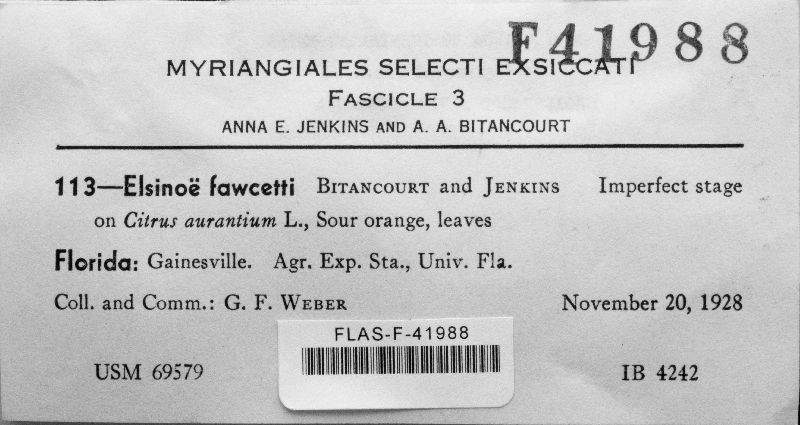 F41988
MYRIANGIALES SELECTI EXSICCATI
FASCICLE 3
ANNA E. JENKINS AND A. A. BITANCOURT
113—Elsinoë fawcetti BITANCOURT and JENKINS Imperfect stage
on Citrus aurantium L., Sour orange, leaves
Florida: Gainesville. Agr. Exp. Sta., Univ. Fla.
Coll. and Comm.: G. F. WEBER November 20, 1928
FLAS-F-41988
USM 69579 IB 4242